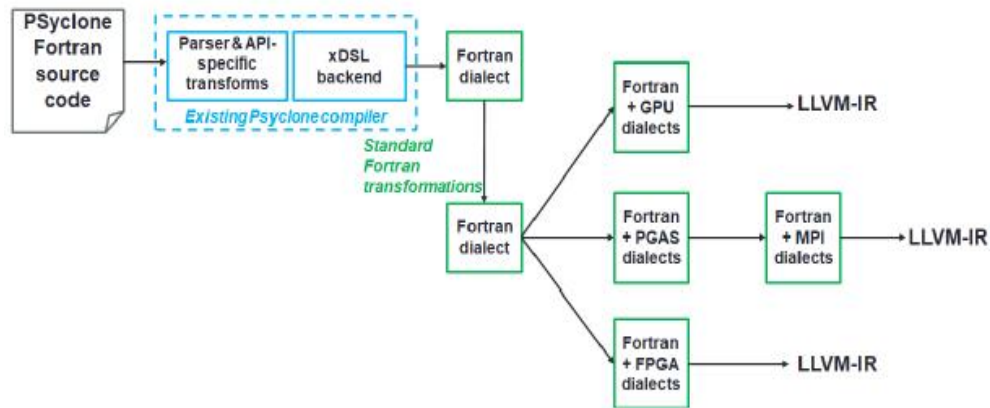 PSyclone
Fortran
source
code
Parser & API-
specific
transforms
xDSL
backend
Existing Psyclone compiler
Fortran
dialect
Standard
Fortran
transformations
Fortran
dialect
Fortran
+ GPU
dialects
LLVM-IR
Fortran
+ PGAS
dialects
Fortran
+ MPI
dialects
LLVM-IR
Fortran
+ FPGA
dialects
LLVM-IR